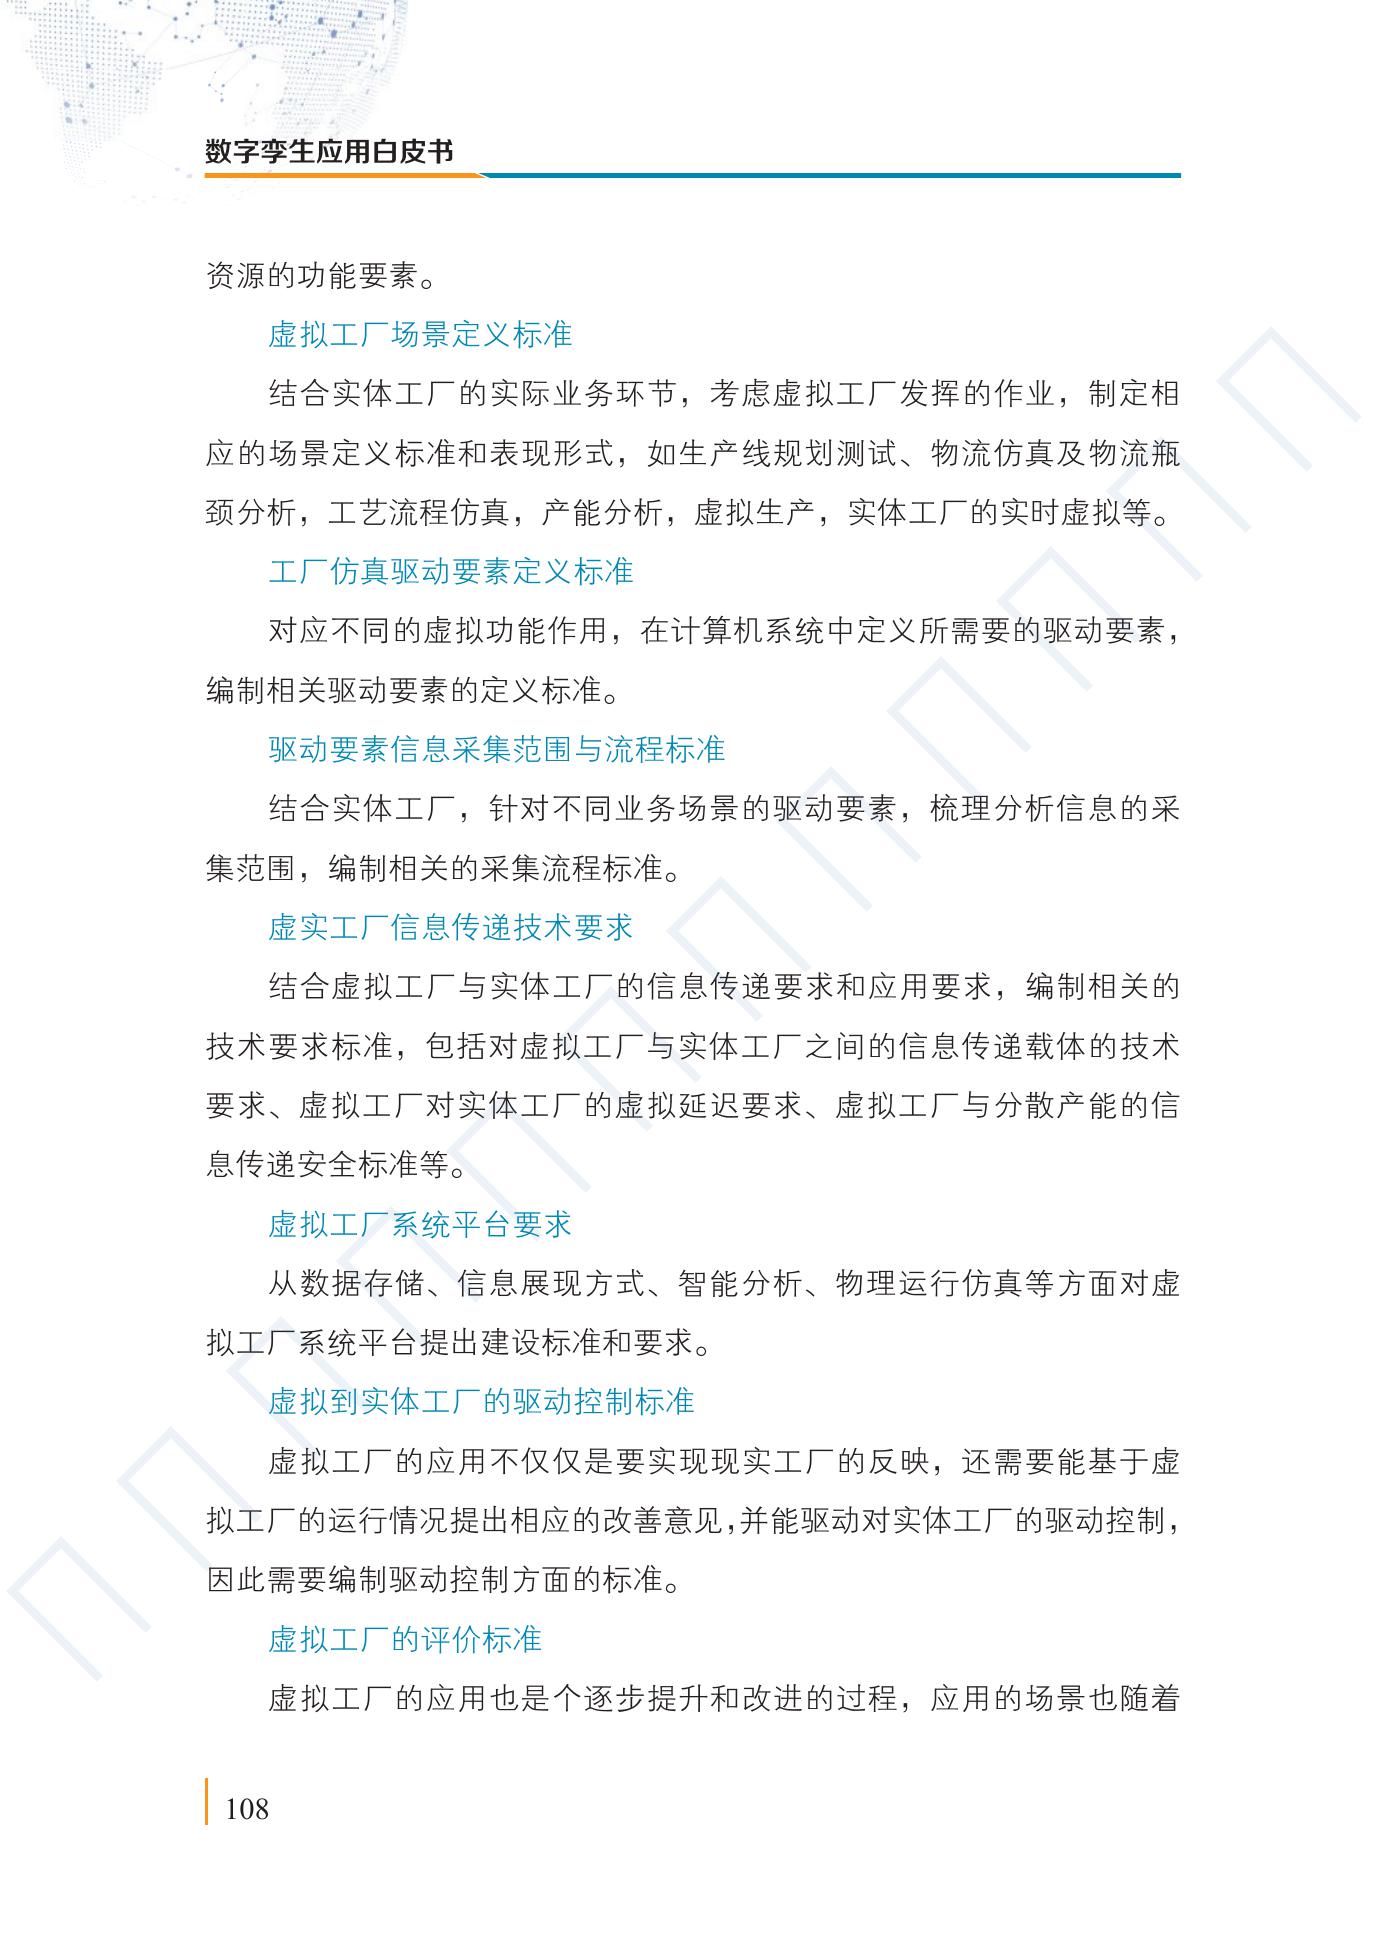 数字孪生应用白皮书
资源的功能要素。
虚拟工厂场景定义标准
结合实体工厂的实际业务环节，考虑虚拟工厂发挥的作业，制定相
应的场景定义标准和表现形式，如生产线规划测试、物流仿真及物流瓶
颈分析，工艺流程仿真，产能分析，虚拟生产，实体工厂的实时虚拟等。
工厂仿真驱动要素定义标准
对应不同的虚拟功能作用，在计算机系统中定义所需要的驱动要素，
编制相关驱动要素的定义标准。
驱动要素信息采集范围与流程标准
结合实体工厂，针对不同业务场景的驱动要素，梳理分析信息的采
集范围，编制相关的采集流程标准。
虚实工厂信息传递技术要求
结合虚拟工厂与实体工厂的信息传递要求和应用要求，编制相关的
技术要求标准，包括对虚拟工厂与实体工厂之间的信息传递载体的技术
要求、虚拟工厂对实体工厂的虚拟延迟要求、虚拟工厂与分散产能的信
息传递安全标准等。
虚拟工厂系统平台要求
从数据存储、信息展现方式、智能分析、物理运行仿真等方面对虚
拟工厂系统平台提出建设标准和要求。
虚拟到实体工厂的驱动控制标准
虚拟工厂的应用不仅仅是要实现现实工厂的反映，还需要能基于虚
拟工厂的运行情况提出相应的改善意见，并能驱动对实体工厂的驱动控制，
因此需要编制驱动控制方面的标准。
虚拟工厂的评价标准
虚拟工厂的应用也是个逐步提升和改进的过程，应用的场景也随着
108